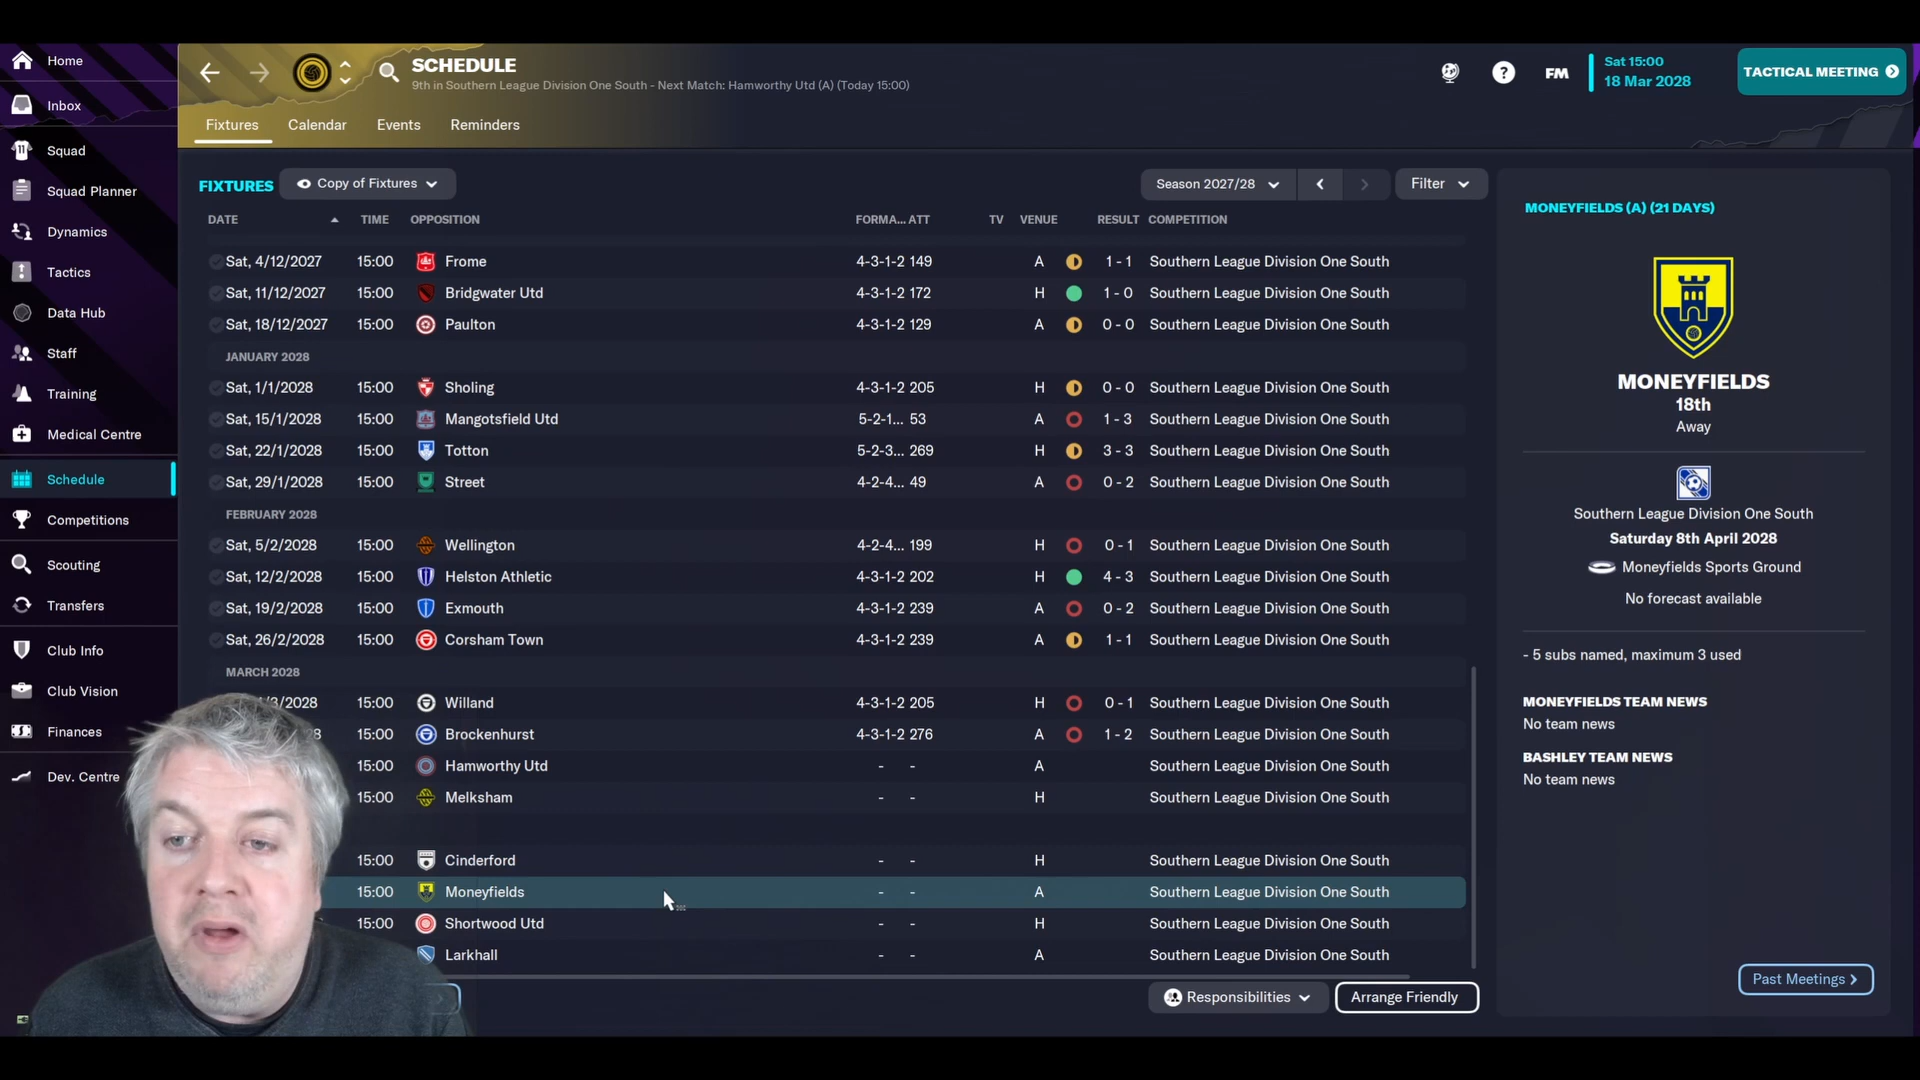 Home
Inbox
Squad
Squad Planner
Dynamics
Tactics
Data Hub
Staff
Training
Medical Centre
Schedule
Competitions
Scouting
Transfers
Club Info
Club Vision
Finances
Dev. Centre
SCHEDULE
9th in Southern League Division One South - Next Match: Hamworthy Utd (A) (Today 15:00)
? FM Sat 15:00
18 Mar 2028
TACTICAL MEETING
Fixtures Calendar Events Reminders
FIXTURES Copy of Fixtures Season 2027/28 Filter
DATE TIME OPPOSITION FORMA... ATT TV VENUE RESULT COMPETITION
Sat, 4/12/2027 15:00 Frome 4-3-1-2 149 A 1 - 1 Southern League Division One South
Sat, 11/12/2027 15:00 Bridgwater Utd 4-3-1-2 172 H 1 - 0 Southern League Division One South
Sat, 18/12/2027 15:00 Paulton 4-3-1-2 129 A 0 - 0 Southern League Division One South
JANUARY 2028
Sat, 1/1/2028 15:00 Sholing 4-3-1-2 205 H 0 - 0 Southern League Division One South
Sat, 15/1/2028 15:00 Mangotsfield Utd 5-2-1... 53 A 1 - 3 Southern League Division One South
Sat, 22/1/2028 15:00 Totton 5-2-3... 269 H 3 - 3 Southern League Division One South
Sat, 29/1/2028 15:00 Street 4-2-4... 49 A 0 - 2 Southern League Division One South
FEBRUARY 2028
Sat, 5/2/2028 15:00 Wellington 4-2-4... 199 H 0 - 1 Southern League Division One South
Sat, 12/2/2028 15:00 Helston Athletic 4-3-1-2 202 H 4 - 3 Southern League Division One South
Sat, 19/2/2028 15:00 Exmouth 4-3-1-2 239 A 0 - 2 Southern League Division One South
Sat, 26/2/2028 15:00 Corsham Town 4-3-1-2 239 A 1 - 1 Southern League Division One South
MARCH 2028
/3/2028 15:00 Willand 4-3-1-2 205 H 0 - 1 Southern League Division One South
15:00 Brockenhurst 4-3-1-2 276 A 1 - 2 Southern League Division One South
15:00 Hamworthy Utd - - A Southern League Division One South
15:00 Melksham - - H Southern League Division One South
15:00 Cinderford - - H Southern League Division One South
15:00 Moneyfields - - A Southern League Division One South
15:00 Shortwood Utd - - H Southern League Division One South
Larkhall - - A Southern League Division One South
Responsibilities Arrange Friendly
MONEYFIELDS (A) (21 DAYS)
MONEYFIELDS
18th
Away
Southern League Division One South
Saturday 8th April 2028
Moneyfields Sports Ground
No forecast available
- 5 subs named, maximum 3 used
MONEYFIELDS TEAM NEWS
No team news
BASHLEY TEAM NEWS
No team news
Past Meetings